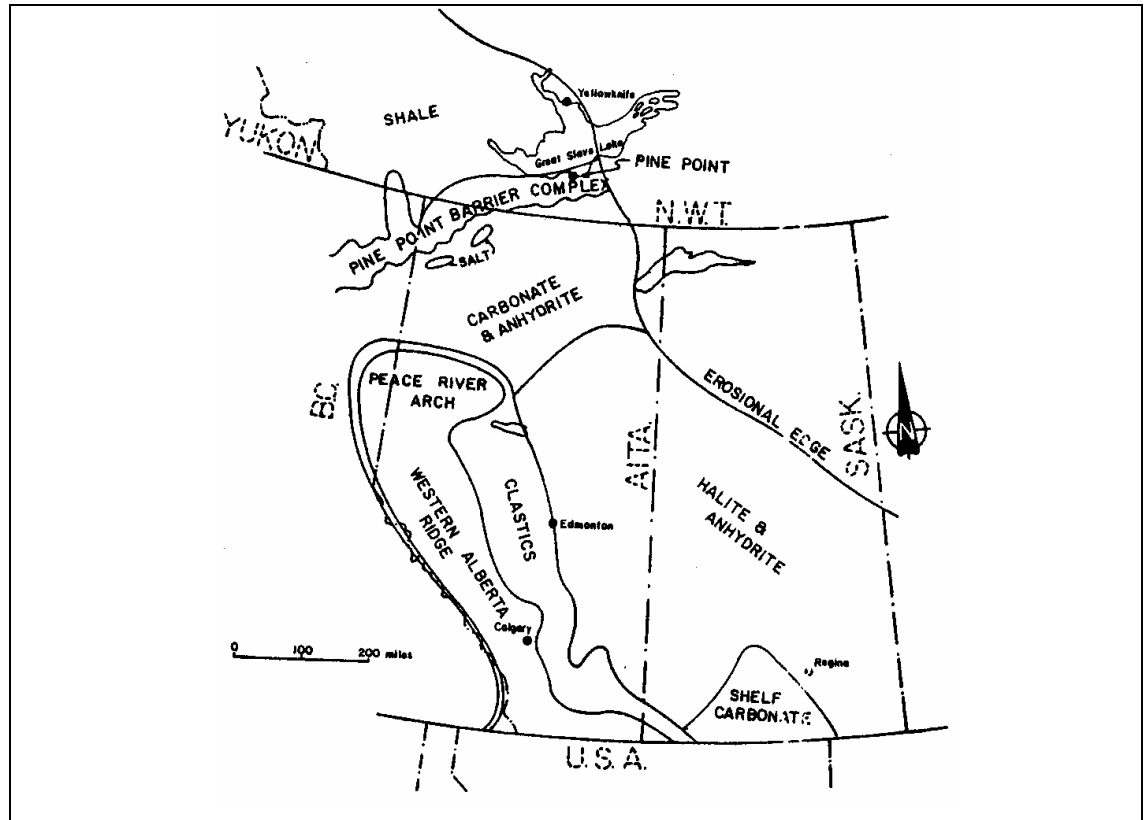 Yellowknife
SHALE
YUKON
Great Slave Lake
PINE POINT
PINE POINT BARRIER COMPLEX
N.W.T.
SALT
CARBONATE
& ANHYDRITE
PEACE RIVER
ARCH
B.C.
EROSIONAL EDGE
SASK.
N
ALTA.
HALITE &
ANHYDRITE
WESTERN ALBERTA
RIDGE
CLASTICS
Edmonton
Calgary
0 100 200 miles
Regina
SHELF
CARBONATE
U.S.A.